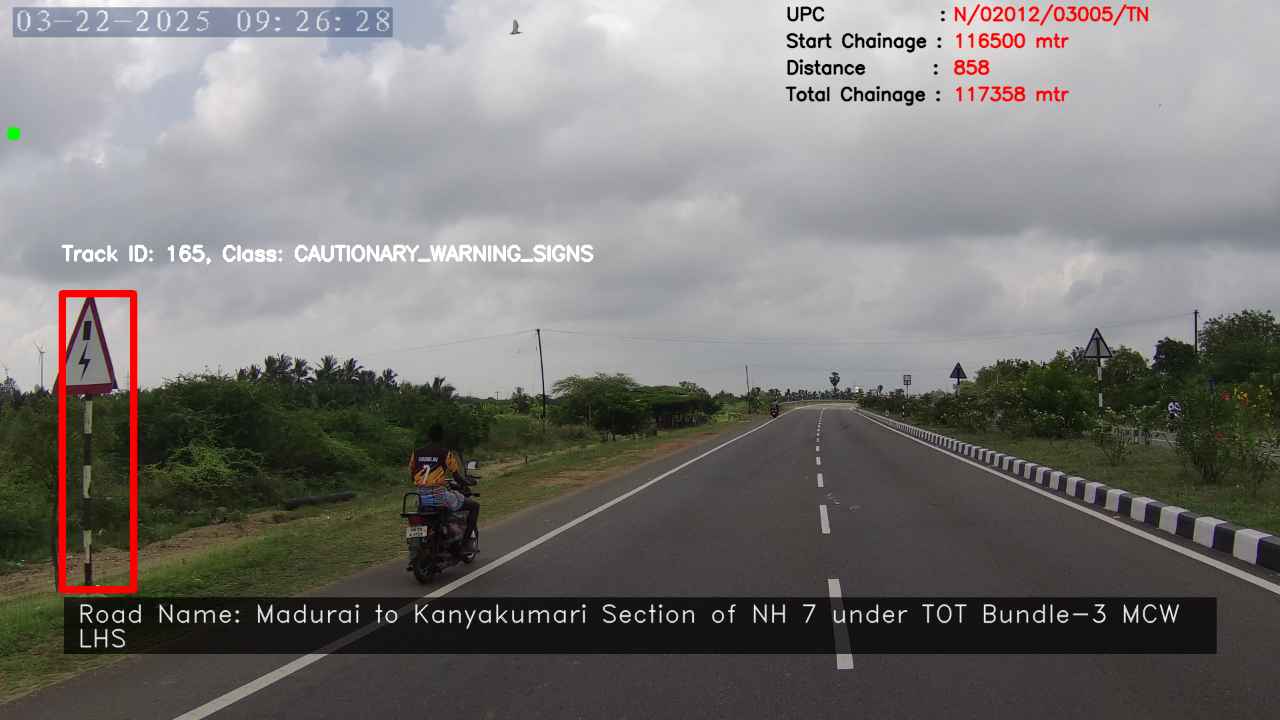 03-22-2025 09:26:28
UPC : N/02012/03005/TN
Start Chainage : 116500 mtr
Distance : 858
Total Chainage : 117358 mtr
Track ID: 165, Class: CAUTIONARY_WARNING_SIGNS
Road Name: Madurai to Kanyakumari Section of NH 7 under TOT Bundle-3 MCW
LHS